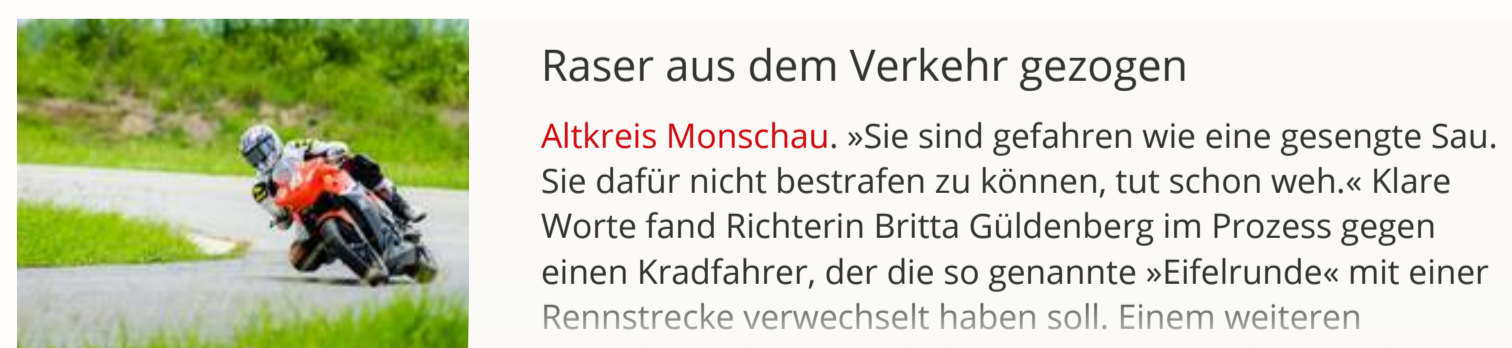 Raser aus dem Verkehr gezogen
Altkreis Monschau. »Sie sind gefahren wie eine gesengte Sau.
Sie dafür nicht bestrafen zu können, tut schon weh.« Klare
Worte fand Richterin Britta Güldenberg im Prozess gegen
einen Kradfahrer, der die so genannte »Eifelrunde« mit einer
Rennstrecke verwechselt haben soll. Einem weiteren